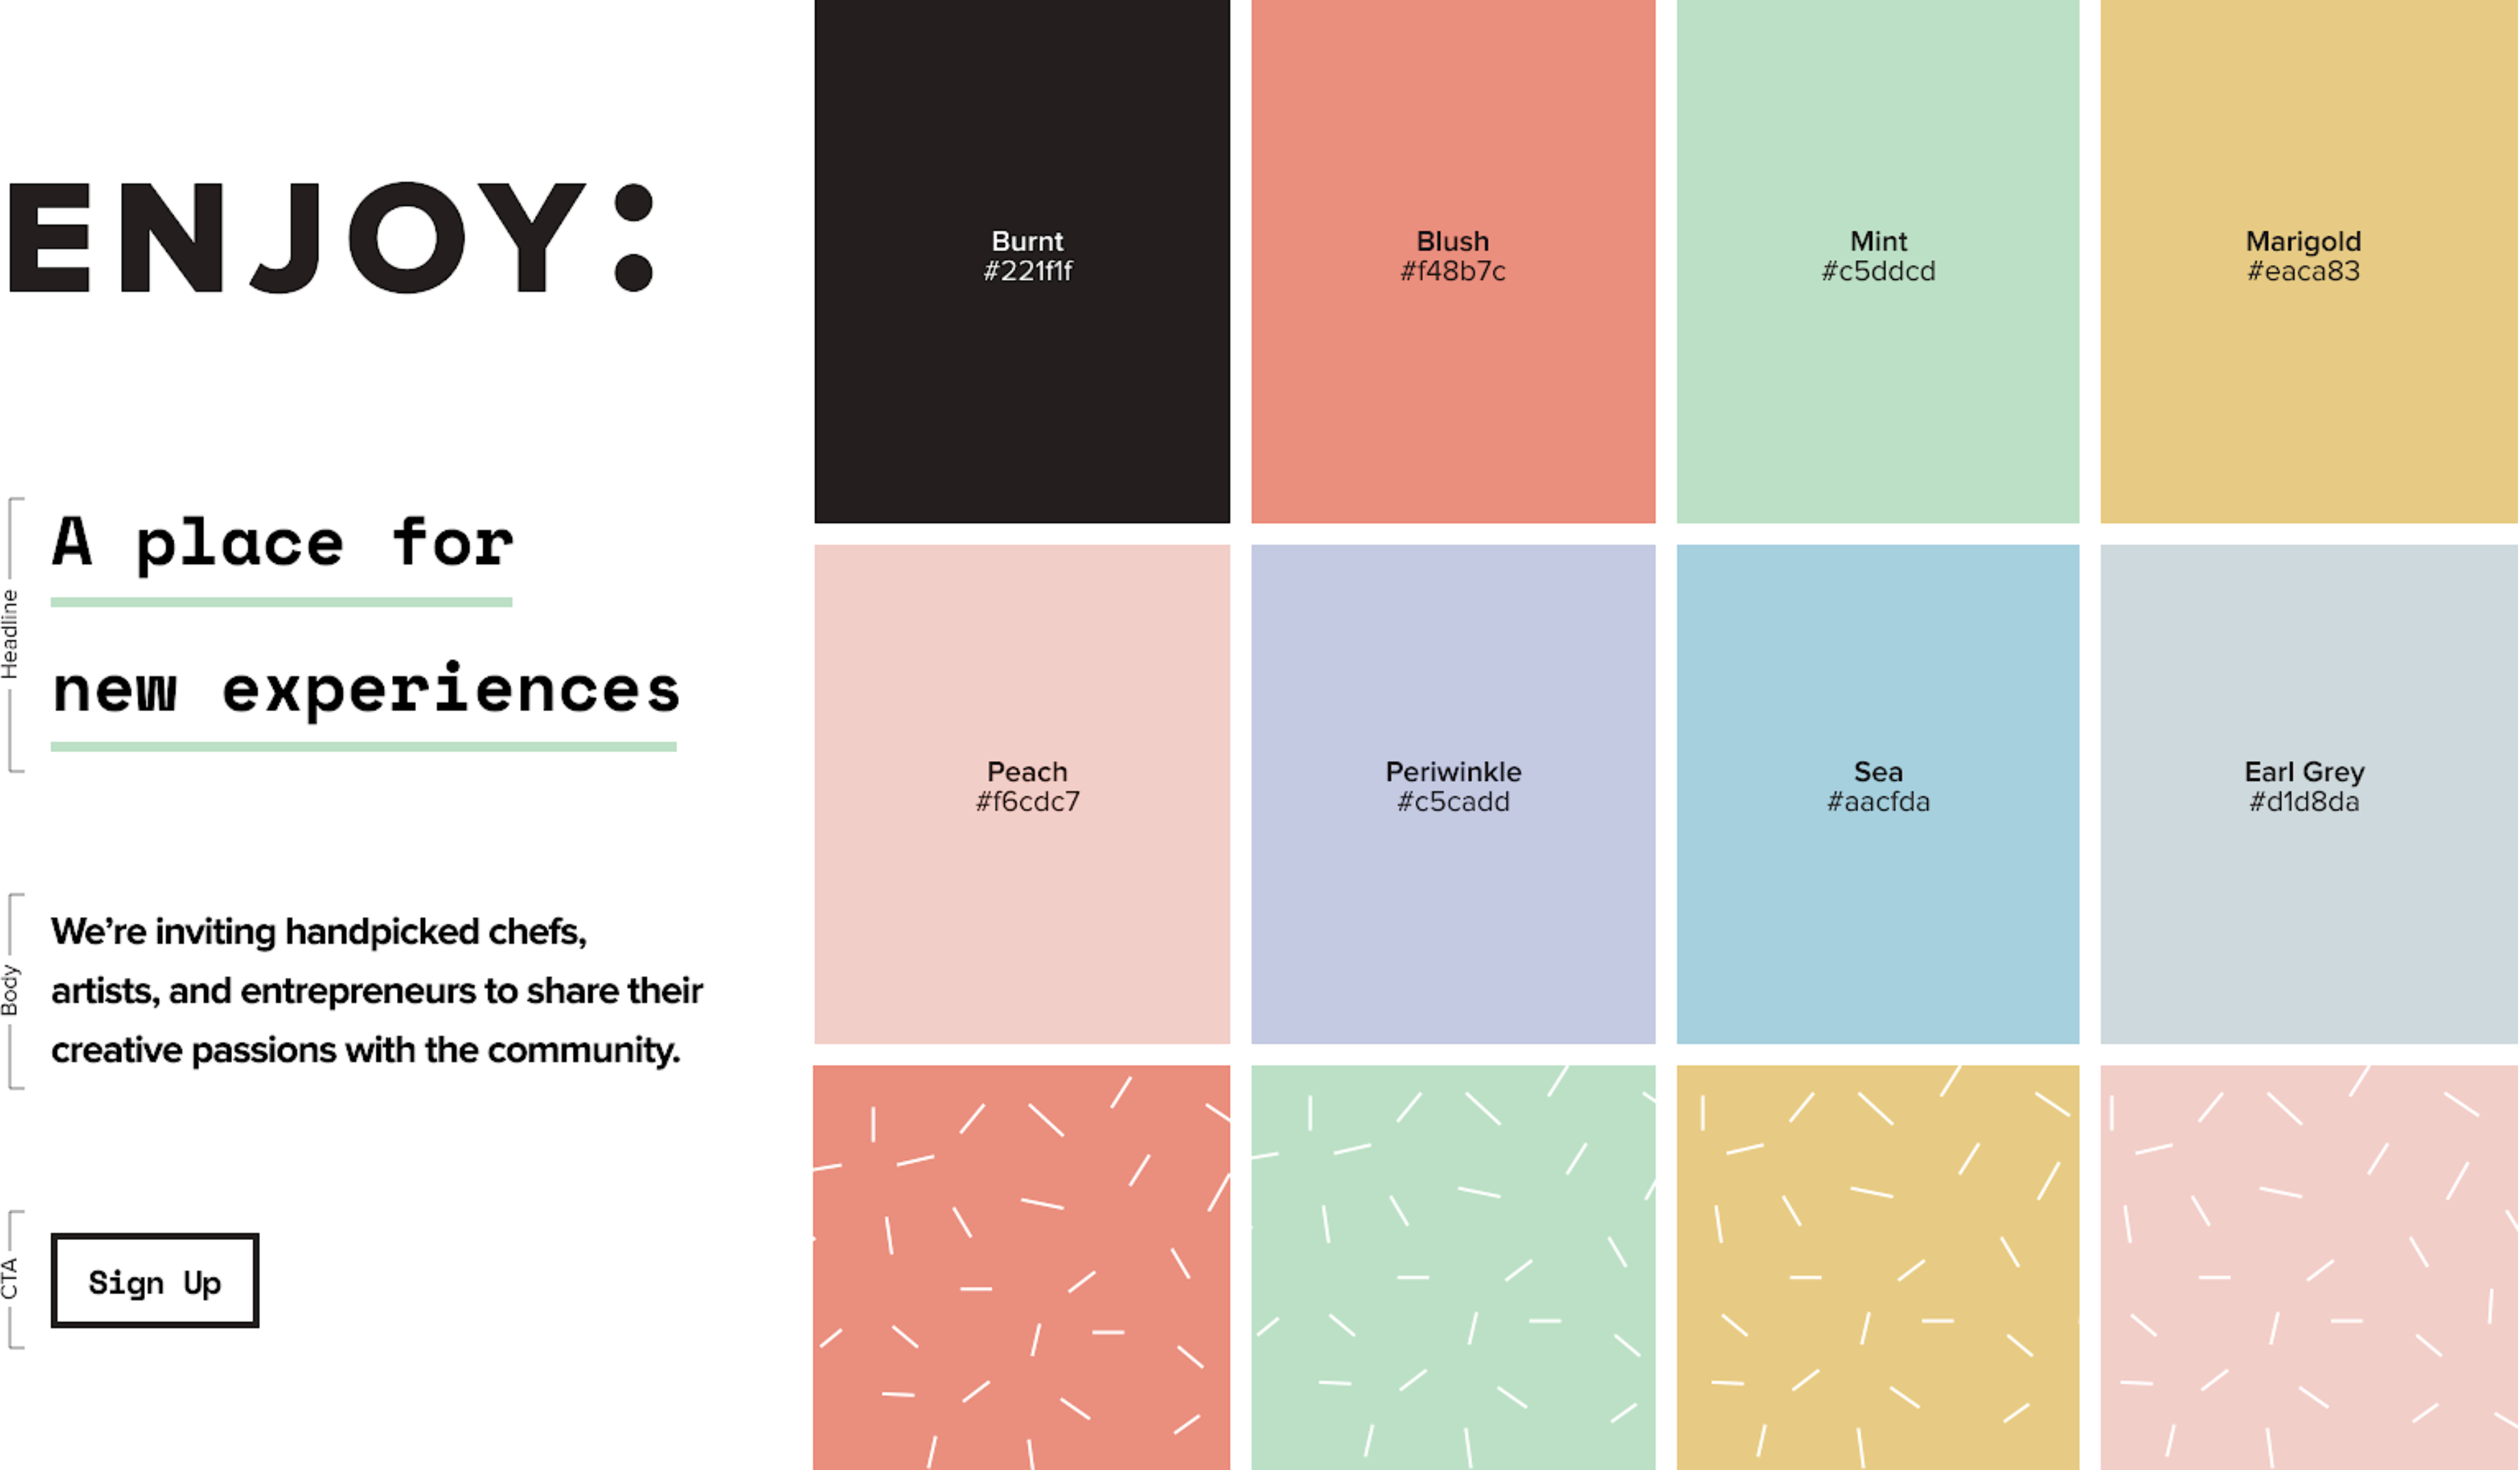 ENJOY:
Headline
A place for
new experiences
Body
We’re inviting handpicked chefs,
artists, and entrepreneurs to share their
creative passions with the community.
CTA
Sign Up
Burnt
#221f1f
Blush
#f48b7c
Mint
#c5ddcd
Marigold
#eaca83
Peach
#f6cdc7
Periwinkle
#c5cadd
Sea
#aacfda
Earl Grey
#d1d8da